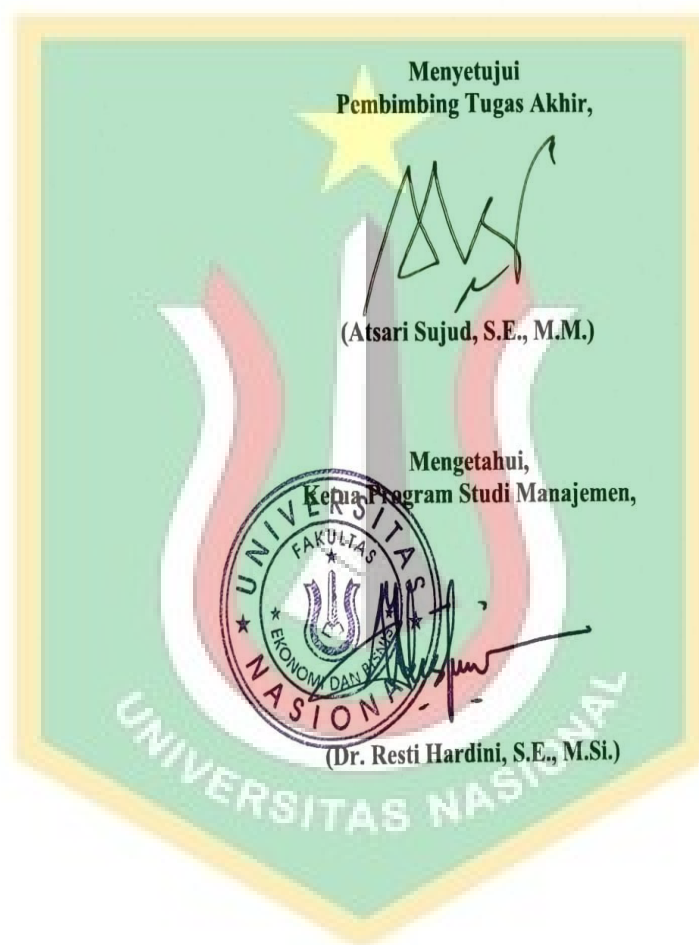 Menyetujui
Pembimbing Tugas Akhir,
(Atsari Sujud, S.E., M.M.)
Mengetahui,
Ketua Program Studi Manajemen,
UNIVERSITAS
FAKULTAS
EKONOMI DAN BISNIS
NASIONAL
(Dr. Resti Hardini, S.E., M.Si.)
UNIVERSITAS NASIONAL